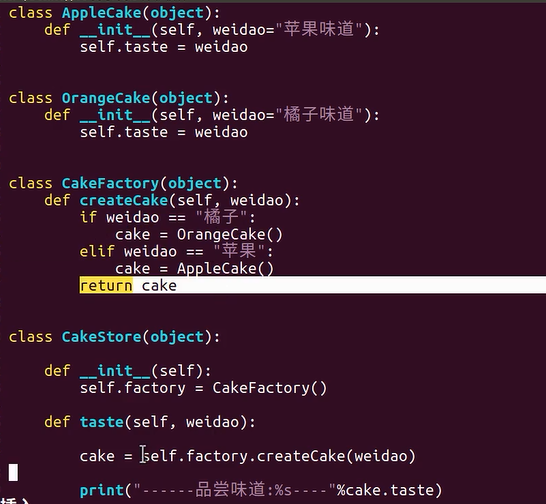 class AppleCake(object):
    def __init__(self, weidao="苹果味道"):
        self.taste = weidao
class OrangeCake(object):
    def __init__(self, weidao="橘子味道"):
        self.taste = weidao
class CakeFactory(object):
    def createCake(self, weidao):
        if weidao == "橘子":
            cake = OrangeCake()
        elif weidao == "苹果":
            cake = AppleCake()
        return cake
class CakeStore(object):
    def __init__(self):
        self.factory = CakeFactory()
    def taste(self, weidao):
        cake = self.factory.createCake(weidao)
        print("------品尝味道:%s----"%cake.taste)